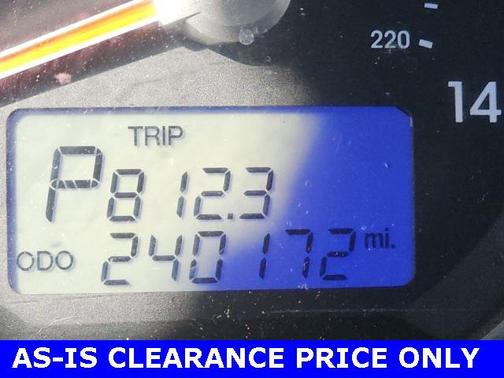 220
14
TRIP
P 812.3
ODO 240172 mi.
AS-IS CLEARANCE PRICE ONLY